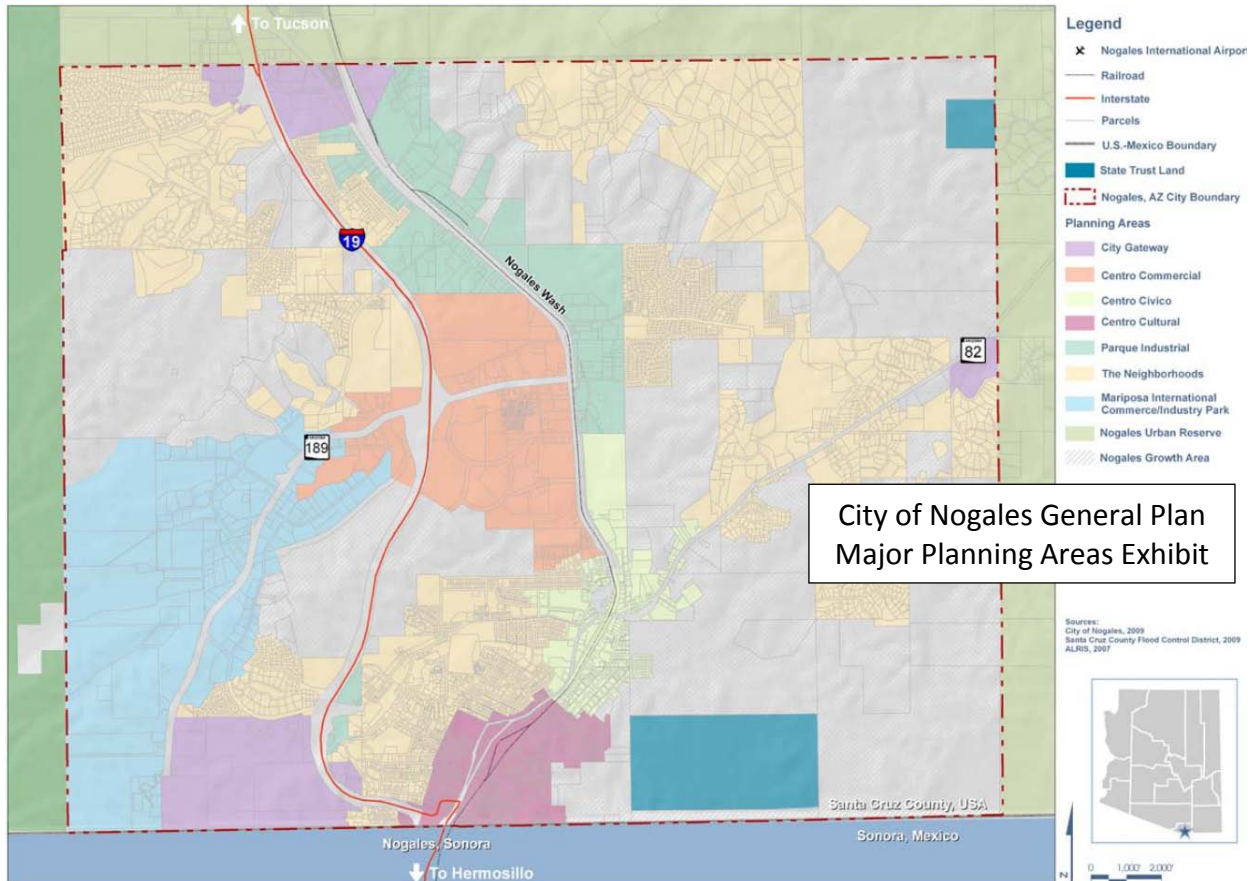 To Tucson
19
Nogales Wash
ARIZONA
82
ARIZONA
189
Santa Cruz County, USA
Nogales, Sonora
Sonora, Mexico
To Hermosillo
Legend
Nogales International Airport
Railroad
Interstate
Parcels
U.S.-Mexico Boundary
State Trust Land
Nogales, AZ City Boundary
Planning Areas
City Gateway
Centro Commercial
Centro Civico
Centro Cultural
Parque Industrial
The Neighborhoods
Mariposa International
Commerce/Industry Park
Nogales Urban Reserve
Nogales Growth Area
City of Nogales General Plan
Major Planning Areas Exhibit
Sources:
City of Nogales, 2009
Santa Cruz County Flood Control District, 2009
ALRIS, 2007
N
0 1,000' 2,000'